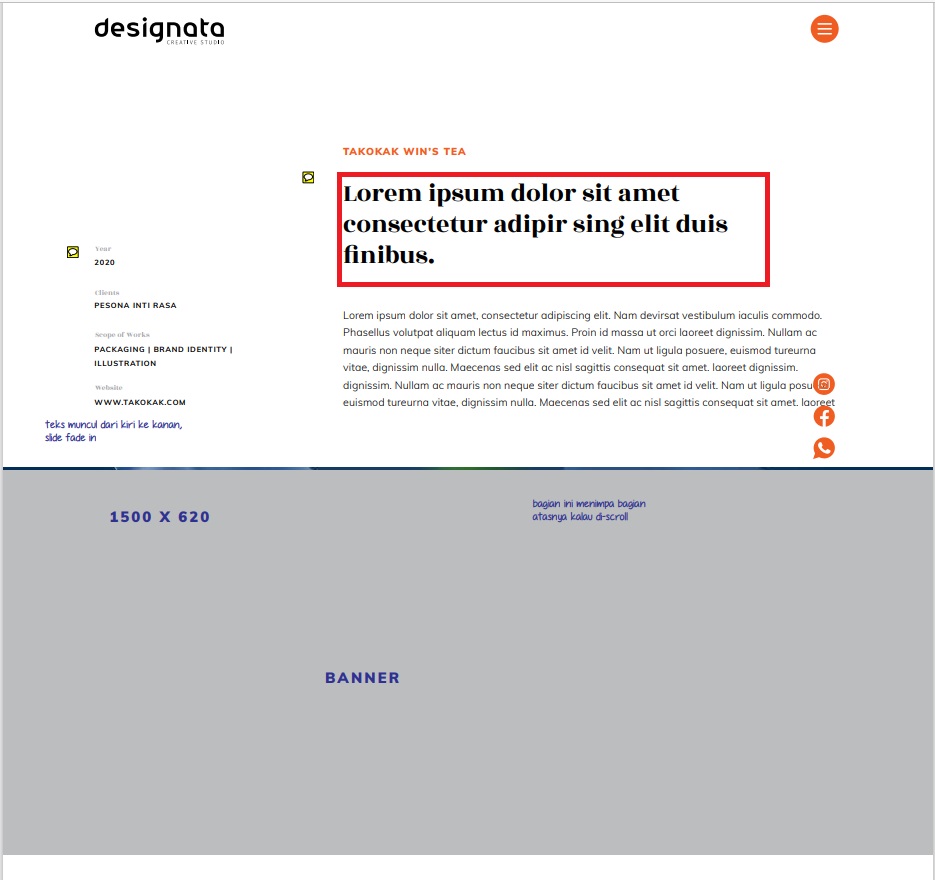 designata
CREATIVE STUDIO
TAKOKAK WIN'S TEA
Lorem ipsum dolor sit amet
consectetur adipir sing elit duis
finibus.
Year
2020
Clients
PESONA INTI RASA
Scope of Works
PACKAGING | BRAND IDENTITY |
ILLUSTRATION
Website
WWW.TAKOKAK.COM
teks muncul dari kiri ke kanan,
slide fade in
Lorem ipsum dolor sit amet, consectetur adipiscing elit. Nam devirsat vestibulum iaculis commodo.
Phasellus volutpat aliquam lectus id maximus. Proin id massa ut orci laoreet dignissim. Nullam ac
mauris non neque siter dictum faucibus sit amet id velit. Nam ut ligula posuere, euismod tureurna
vitae, dignissim nulla. Maecenas sed elit ac nisl sagittis consequat sit amet. laoreet dignissim.
dignissim. Nullam ac mauris non neque siter dictum faucibus sit amet id velit. Nam ut ligula posu
euismod tureurna vitae, dignissim nulla. Maecenas sed elit ac nisl sagittis consequat sit amet. laoreet
1500 X 620
bagian ini menimpa bagian
atasnya kalau di-scroll
BANNER